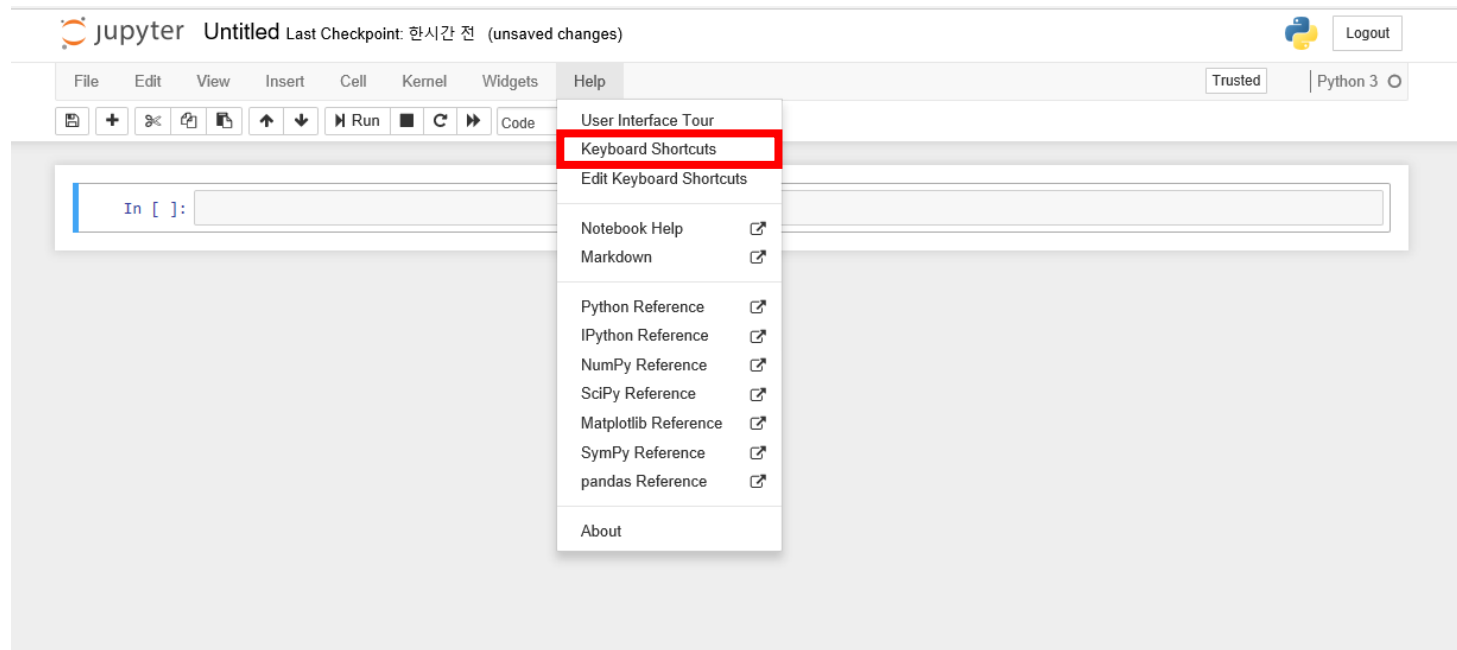 jupyter Untitled Last Checkpoint: 한시간 전 (unsaved changes) Logout
File Edit View Insert Cell Kernel Widgets Help Trusted Python 3
Run Code
User Interface Tour
Keyboard Shortcuts
Edit Keyboard Shortcuts
In [ ]:
Notebook Help
Markdown
Python Reference
IPython Reference
NumPy Reference
SciPy Reference
Matplotlib Reference
SymPy Reference
pandas Reference
About